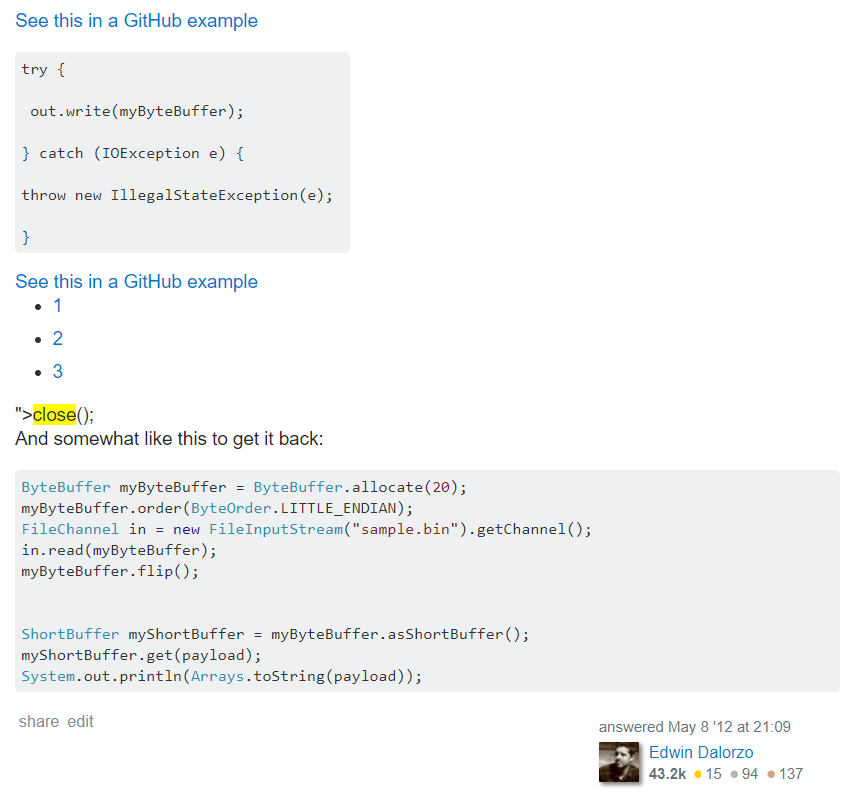 See this in a GitHub example
try {
out.write(myByteBuffer);
} catch (IOException e) {
throw new IllegalStateException(e);
}
See this in a GitHub example
• 1
• 2
• 3
">close();
And somewhat like this to get it back:
ByteBuffer myByteBuffer = ByteBuffer.allocate(20);
myByteBuffer.order(ByteOrder.LITTLE_ENDIAN);
FileChannel in = new FileInputStream("sample.bin").getChannel();
in.read(myByteBuffer);
myByteBuffer.flip();
ShortBuffer myShortBuffer = myByteBuffer.asShortBuffer();
myShortBuffer.get(payload);
System.out.println(Arrays.toString(payload));
share edit
answered May 8 '12 at 21:09
Edwin Dalorzo
43.2k ● 15 ● 94 ● 137